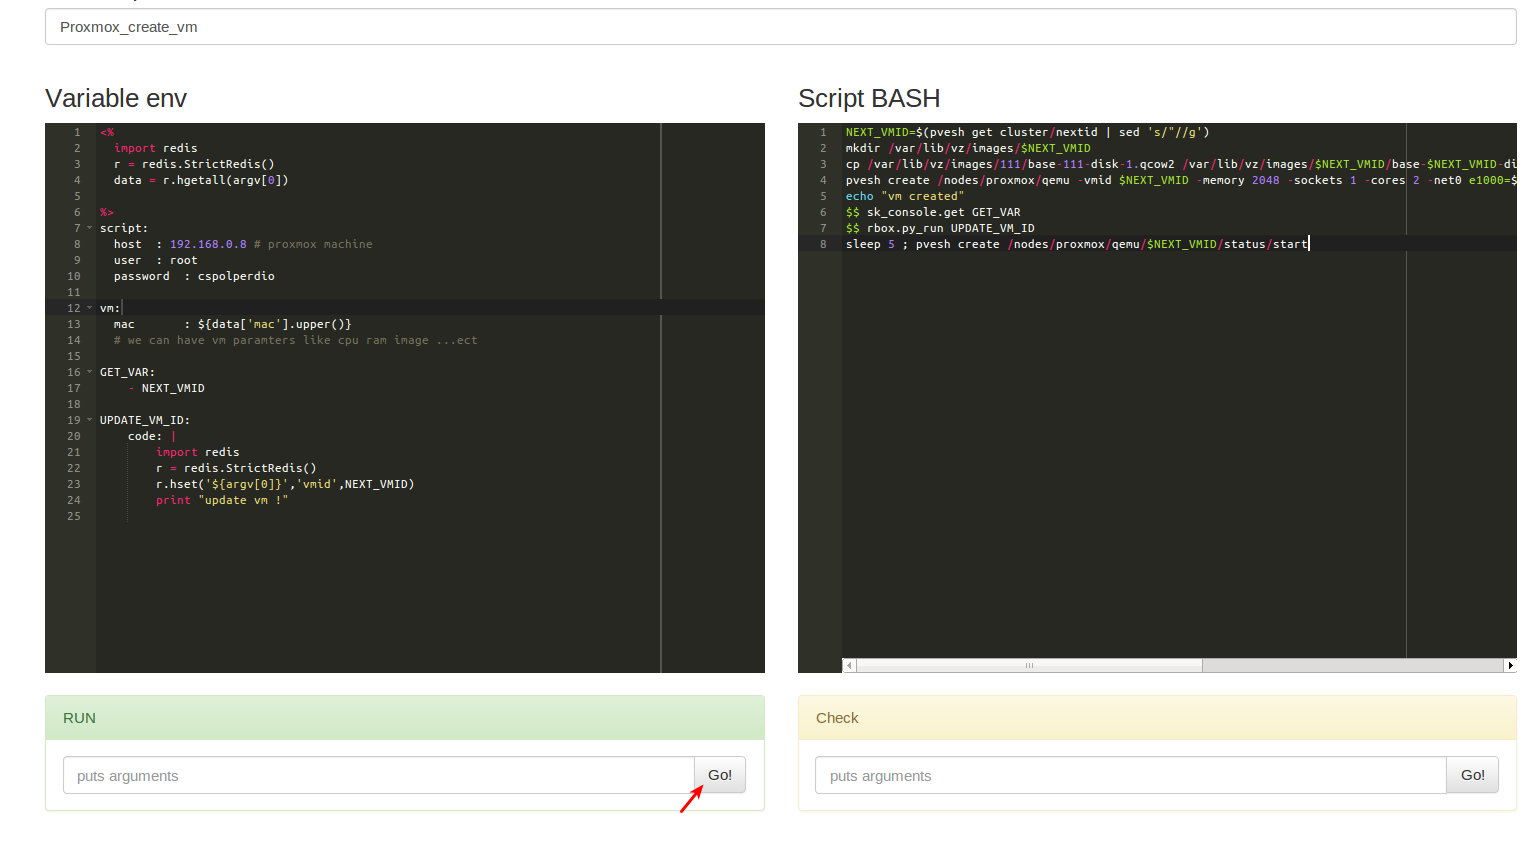 Proxmox_create_vm
Variable env
1 <%
2 import redis
3 r = redis.StrictRedis()
4 data = r.hgetall(argv[0])
5
6 %>
7 script:
8 host : 192.168.0.8 # proxmox machine
9 user : root
10 password : cspolperdio
11
12 vm:
13 mac : ${data['mac'].upper()}
14 # we can have vm paramters like cpu ram image ...ect
15
16 GET_VAR:
17 - NEXT_VMID
18
19 UPDATE_VM_ID:
20 code: |
21 import redis
22 r = redis.StrictRedis()
23 r.hset('${argv[0]}','vmid',NEXT_VMID)
24 print "update vm !"
25
Script BASH
1 NEXT_VMID=$(pvesh get cluster/nextid | sed 's/"//g')
2 mkdir /var/lib/vz/images/$NEXT_VMID
3 cp /var/lib/vz/images/111/base-111-disk-1.qcow2 /var/lib/vz/images/$NEXT_VMID/base-$NEXT_VMID-di
4 pvesh create /nodes/proxmox/qemu -vmid $NEXT_VMID -memory 2048 -sockets 1 -cores 2 -net0 e1000=$
5 echo "vm created"
6 $$ sk_console.get GET_VAR
7 $$ rbox.py_run UPDATE_VM_ID
8 sleep 5 ; pvesh create /nodes/proxmox/qemu/$NEXT_VMID/status/start
RUN
puts arguments
Go!
Check
puts arguments
Go!